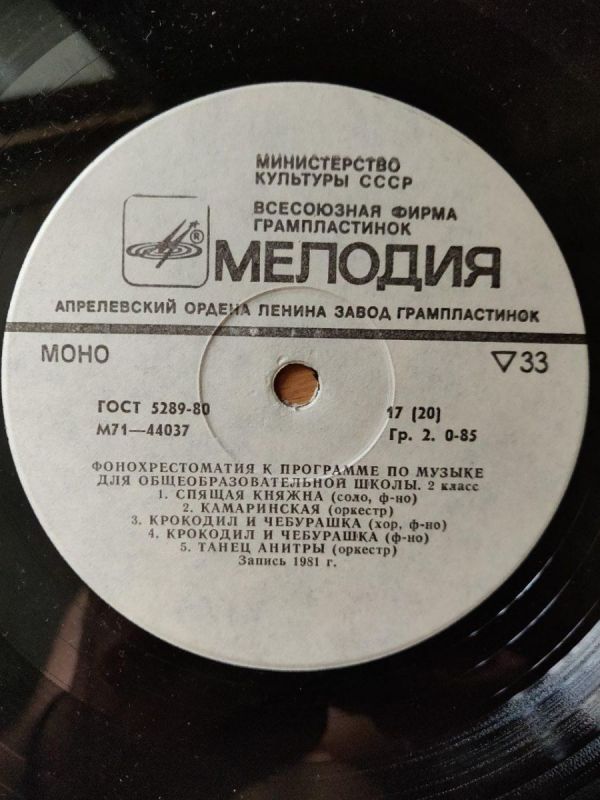 МИНИСТЕРСТВО
КУЛЬТУРЫ СССР
ВСЕСОЮЗНАЯ ФИРМА
ГРАМПЛАСТИНОК
®
МЕЛОДИЯ
АПРЕЛЕВСКИЙ ОРДЕНА ЛЕНИНА ЗАВОД ГРАМПЛАСТИНОК
МОНО ▽33
ГОСТ 5289-80 17 (20)
М71—44037 Гр. 2. 0-85
ФОНОХРЕСТОМАТИЯ К ПРОГРАММЕ ПО МУЗЫКЕ
ДЛЯ ОБЩЕОБРАЗОВАТЕЛЬНОЙ ШКОЛЫ. 2 класс
1. СПЯЩАЯ КНЯЖНА (соло, ф-но)
2. КАМАРИНСКАЯ (оркестр)
3. КРОКОДИЛ И ЧЕБУРАШКА (хор, ф-но)
4. КРОКОДИЛ И ЧЕБУРАШКА (ф-но)
5. ТАНЕЦ АНИТРЫ (оркестр)
Запись 1981 г.